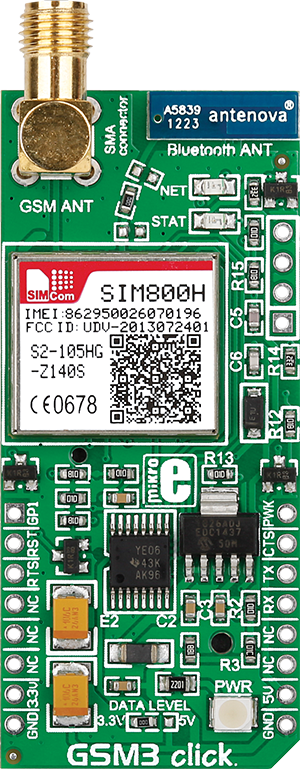 A5839
1223
antenova®
SMA
connector
Bluetooth ANT
GSM ANT
NET
STAT
K1R
R15
C5
R14
C6
R12
SIMCom
SIM800H
IMEI:862950026070196
FCC ID: UDV-2013072401
S2-105HG
-Z140S
CE0678
R13
mikro
e
GP1
RST
RTS
NC
NC
NC
3.3V
GND
PWK
CTS
TX
RX
NC
NC
5V
GND
YE06
43K
AK96
E2
C2
C3
R2
R3
2201
PWR
DATA LEVEL
3.3V
5V
GSM3 click